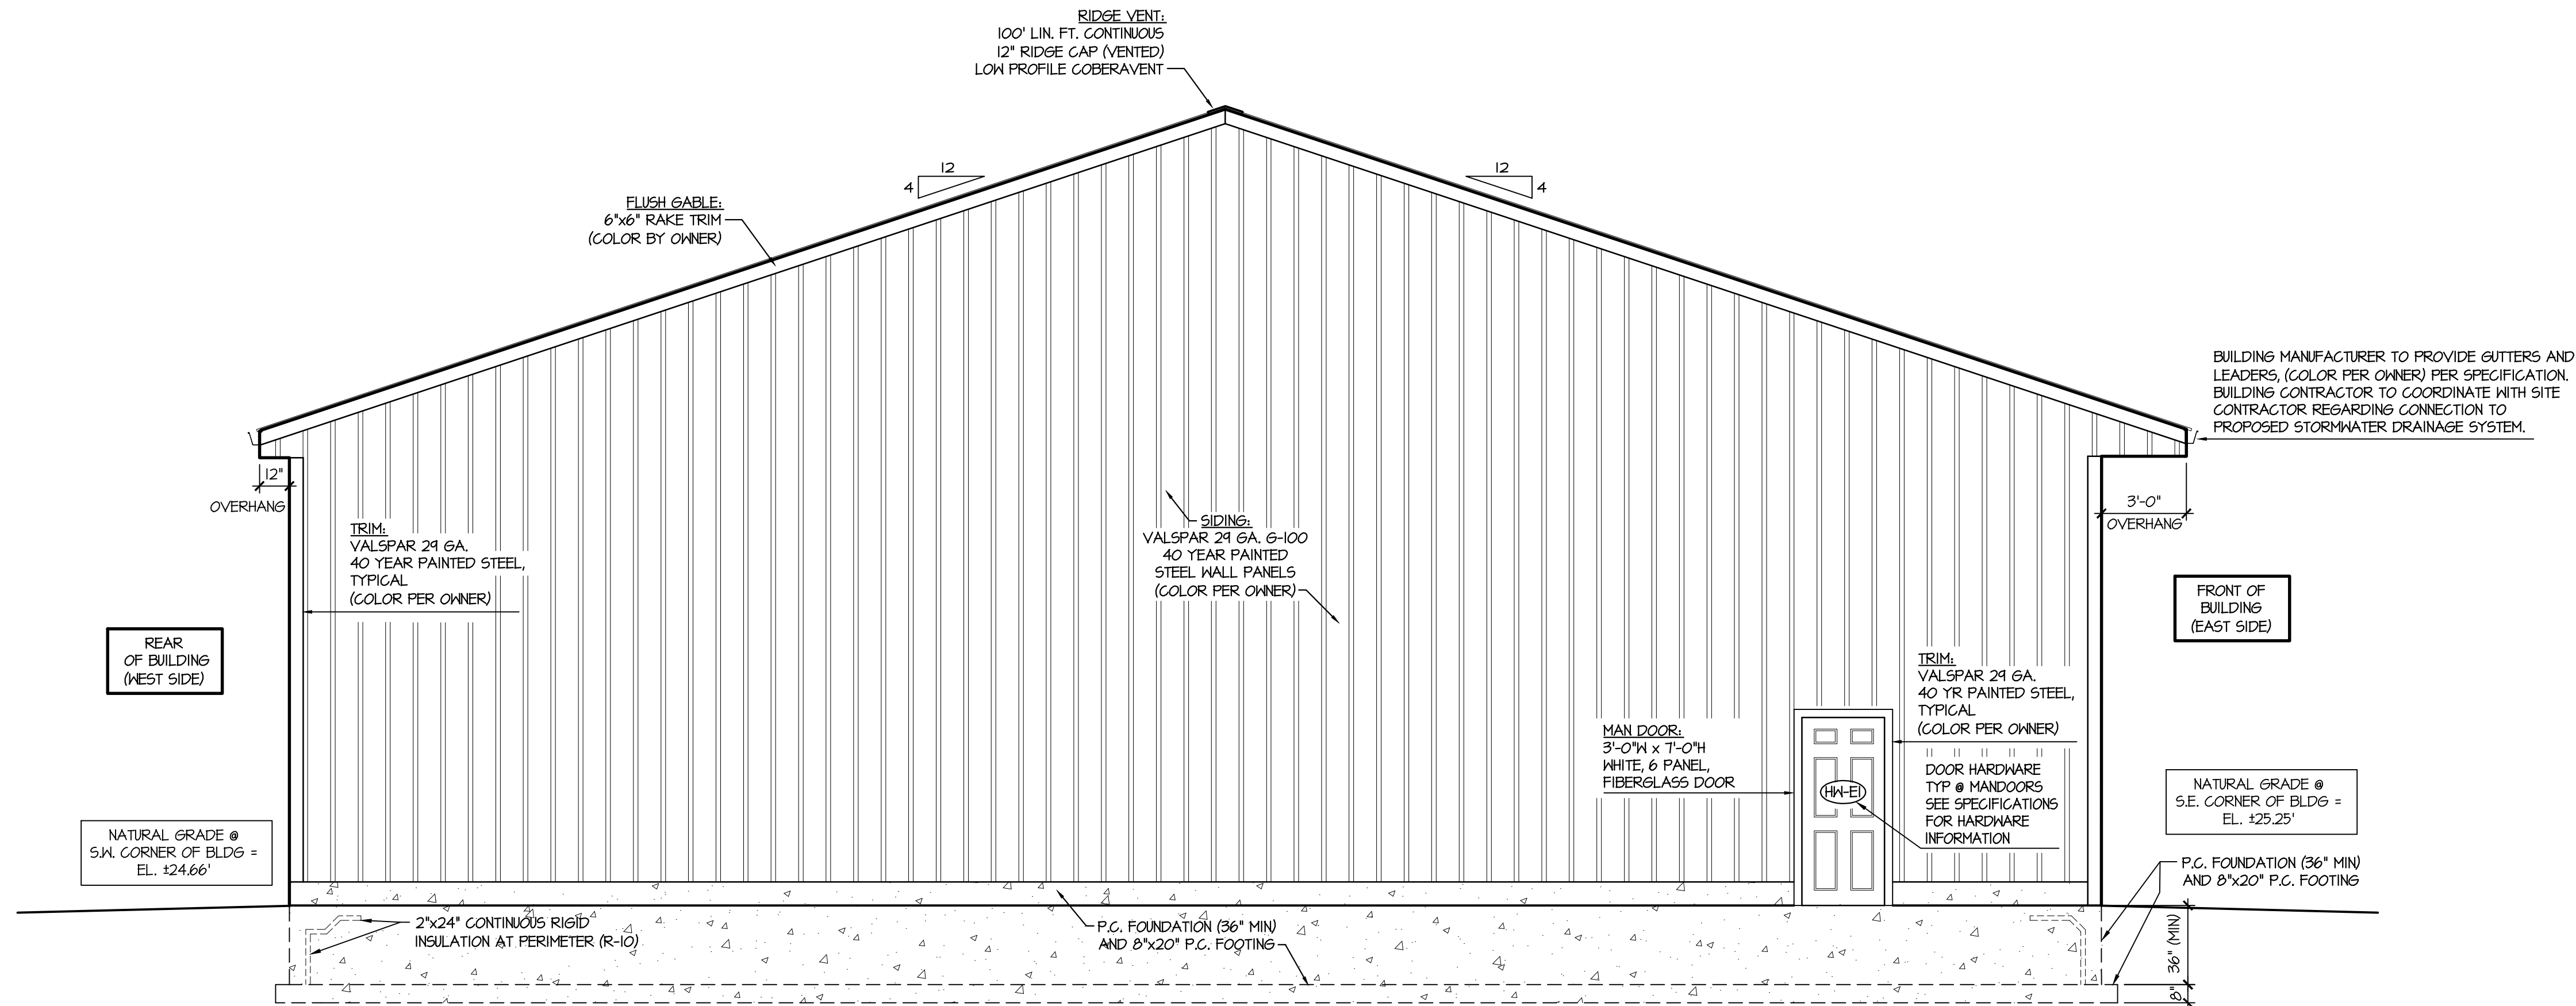 RIDGE VENT:
100' LIN. FT. CONTINUOUS
12" RIDGE CAP (VENTED)
LOW PROFILE COBERAVENT
12
4
12
4
FLUSH GABLE:
6"x6" RAKE TRIM
(COLOR BY OWNER)
BUILDING MANUFACTURER TO PROVIDE GUTTERS AND
LEADERS, (COLOR PER OWNER) PER SPECIFICATION.
BUILDING CONTRACTOR TO COORDINATE WITH SITE
CONTRACTOR REGARDING CONNECTION TO
PROPOSED STORMWATER DRAINAGE SYSTEM.
12"
OVERHANG
3'-0"
OVERHANG
TRIM:
VALSPAR 29 GA.
40 YEAR PAINTED STEEL,
TYPICAL
(COLOR PER OWNER)
SIDING:
VALSPAR 29 GA. G-100
40 YEAR PAINTED
STEEL WALL PANELS
(COLOR PER OWNER)
REAR
OF BUILDING
(WEST SIDE)
FRONT OF
BUILDING
(EAST SIDE)
TRIM:
VALSPAR 29 GA.
40 YR PAINTED STEEL,
TYPICAL
(COLOR PER OWNER)
MAN DOOR:
3'-0"W x 7'-0"H
WHITE, 6 PANEL,
FIBERGLASS DOOR
HW-E1
DOOR HARDWARE
TYP @ MANDOORS
SEE SPECIFICATIONS
FOR HARDWARE
INFORMATION
NATURAL GRADE @
S.W. CORNER OF BLDG =
EL. ±24.66'
NATURAL GRADE @
S.E. CORNER OF BLDG =
EL. ±25.25'
P.C. FOUNDATION (36" MIN)
AND 8"x20" P.C. FOOTING
2"x24" CONTINUOUS RIGID
INSULATION AT PERIMETER (R-10)
P.C. FOUNDATION (36" MIN)
AND 8"x20" P.C. FOOTING
36" (MIN)
8"